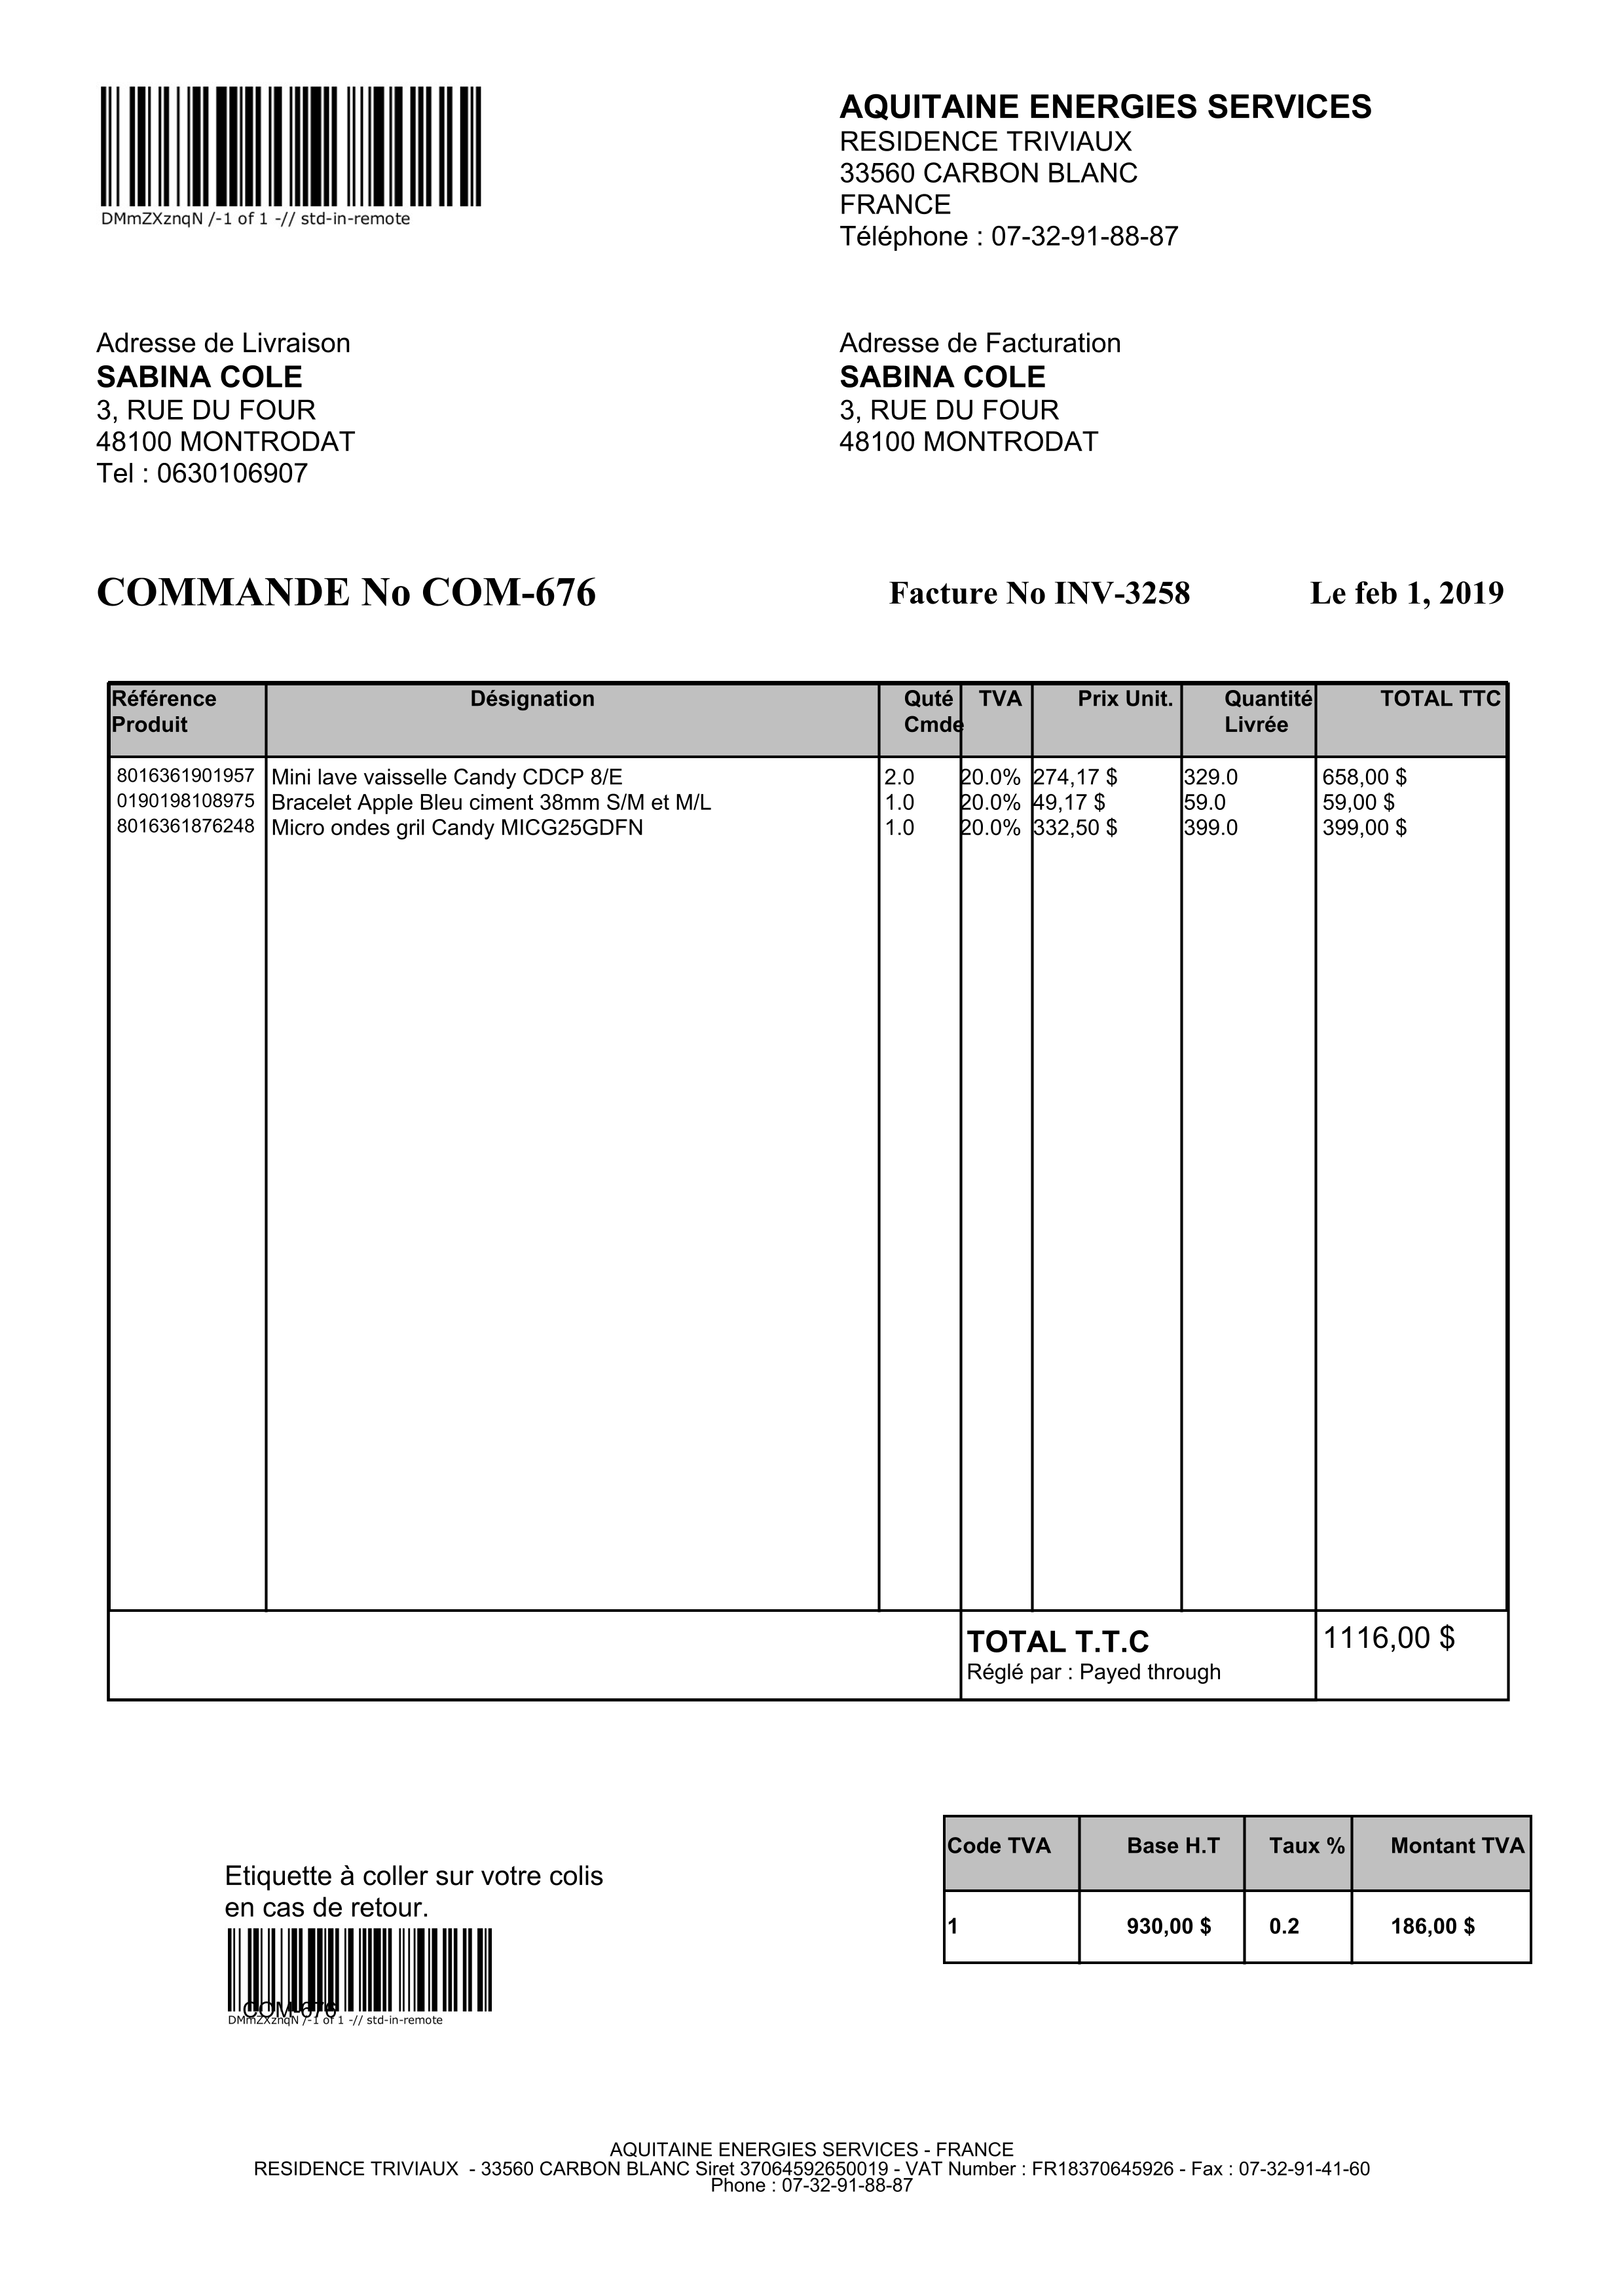 DMmZXznqN /-1 of 1 -// std-in-remote
AQUITAINE ENERGIES SERVICES
RESIDENCE TRIVIAUX
33560 CARBON BLANC
FRANCE
Téléphone : 07-32-91-88-87
Adresse de Livraison
SABINA COLE
3, RUE DU FOUR
48100 MONTRODAT
Tel : 0630106907
Adresse de Facturation
SABINA COLE
3, RUE DU FOUR
48100 MONTRODAT
COMMANDE No COM-676 Facture No INV-3258 Le feb 1, 2019
Référence Produit Désignation Quté Cmde TVA Prix Unit. Quantité Livrée TOTAL TTC
8016361901957 Mini lave vaisselle Candy CDCP 8/E 2.0 20.0% 274,17 $ 329.0 658,00 $
0190198108975 Bracelet Apple Bleu ciment 38mm S/M et M/L 1.0 20.0% 49,17 $ 59.0 59,00 $
8016361876248 Micro ondes gril Candy MICG25GDFN 1.0 20.0% 332,50 $ 399.0 399,00 $
TOTAL T.T.C 1116,00 $
Réglé par : Payed through
Code TVA Base H.T Taux % Montant TVA
1 930,00 $ 0.2 186,00 $
Etiquette à coller sur votre colis
en cas de retour.
COM-676
DMmZXznqN /-1 of 1 -// std-in-remote
AQUITAINE ENERGIES SERVICES - FRANCE
RESIDENCE TRIVIAUX - 33560 CARBON BLANC Siret 37064592650019 - VAT Number : FR18370645926 - Fax : 07-32-91-41-60
Phone : 07-32-91-88-87